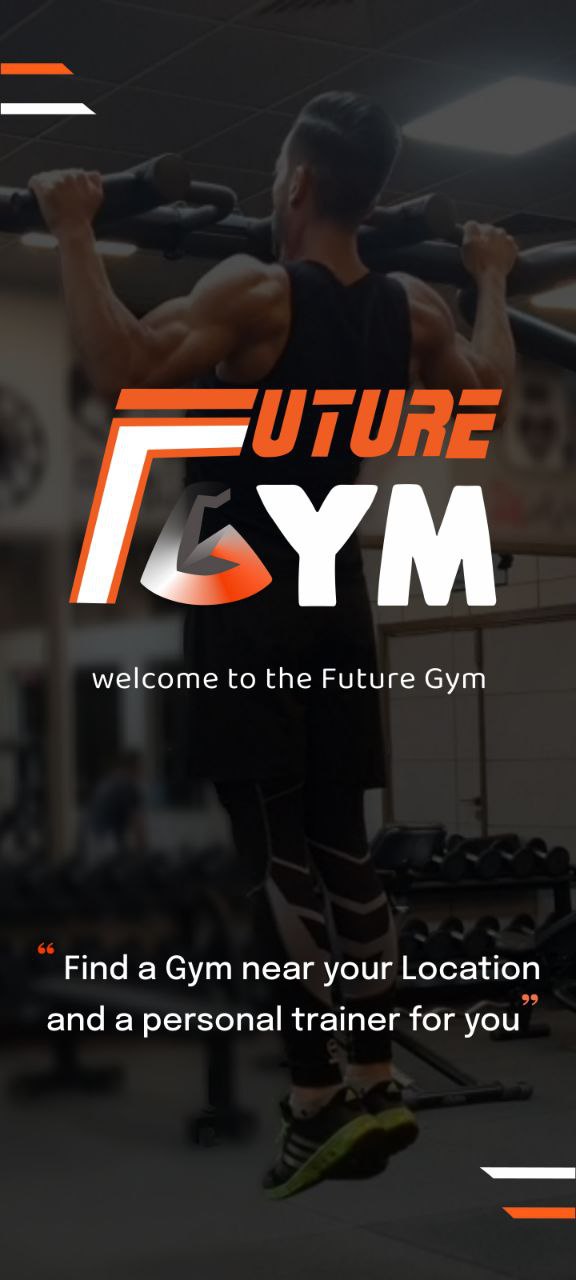 FUTURE
GYM
welcome to the Future Gym
“ Find a Gym near your Location
and a personal trainer for you ”